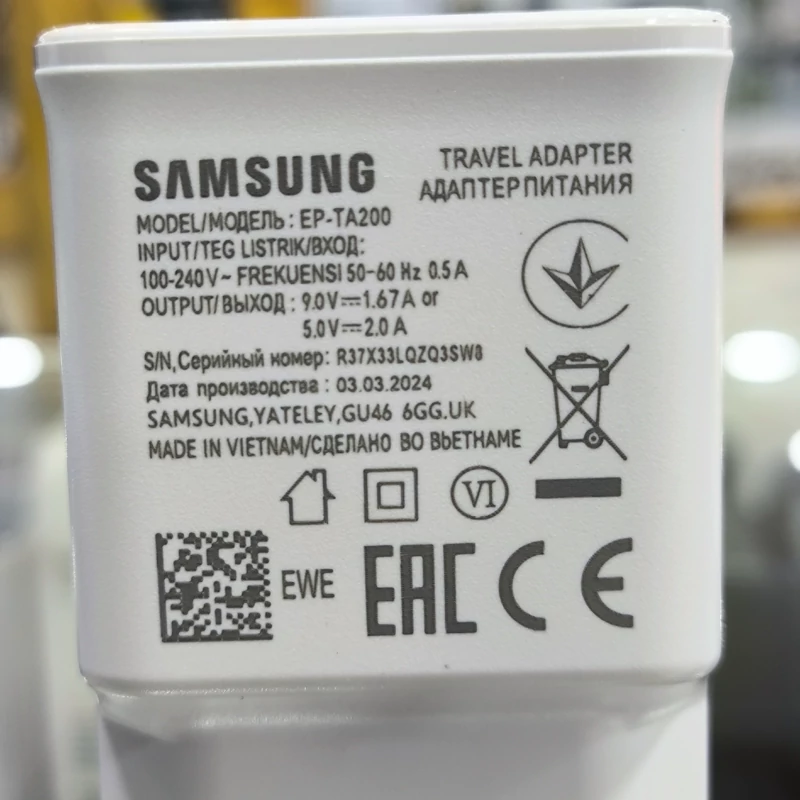 SAMSUNG
TRAVEL ADAPTER
АДАПТЕР ПИТАНИЯ
MODEL/МОДЕЛЬ : EP-TA200
INPUT/TEG LISTRIK/ВХОД:
100-240V~ FREKUENSI 50-60 Hz 0.5 A
OUTPUT/ВЫХОД : 9.0V⎓1.67A or
5.0V⎓2.0 A
S/N,Серийный номер: R37X33LQZQ3SW8
Дата производства : 03.03.2024
SAMSUNG,YATELEY,GU46 6GG.UK
MADE IN VIETNAM/СДЕЛАНО ВО ВЬЕТНАМЕ
VI
EWE
EAC CE